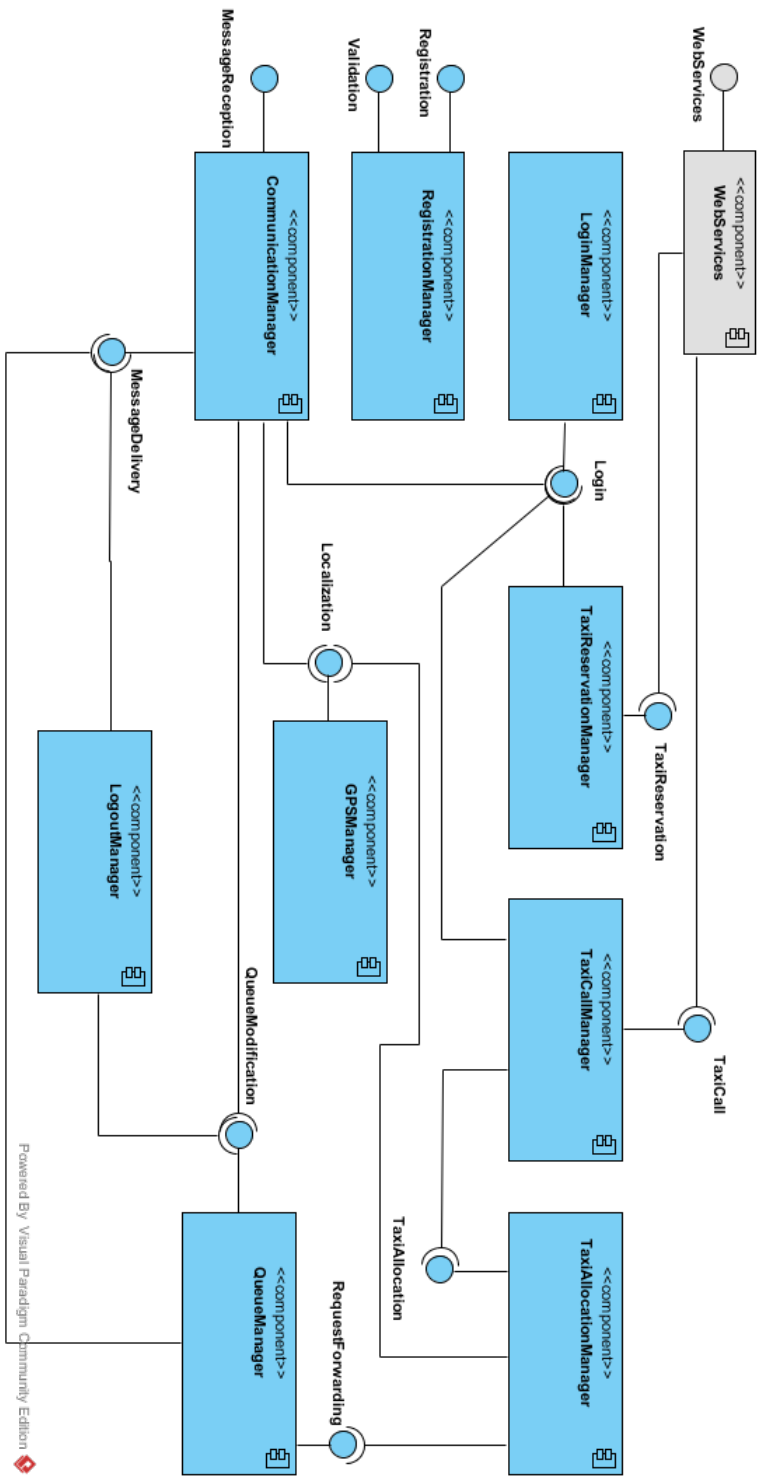 WebServices
<<component>>
WebServices
TaxiReservation
TaxiCall
<<component>>
LoginManager
Login
<<component>>
TaxiReservationManager
<<component>>
TaxiCallManager
<<component>>
TaxiAllocationManager
Registration
Validation
<<component>>
RegistrationManager
TaxiAllocation
Localization
<<component>>
GPSManager
RequestForwarding
MessageReception
<<component>>
CommunicationManager
QueueModification
<<component>>
QueueManager
MessageDelivery
<<component>>
LogoutManager
Powered By Visual Paradigm Community Edition